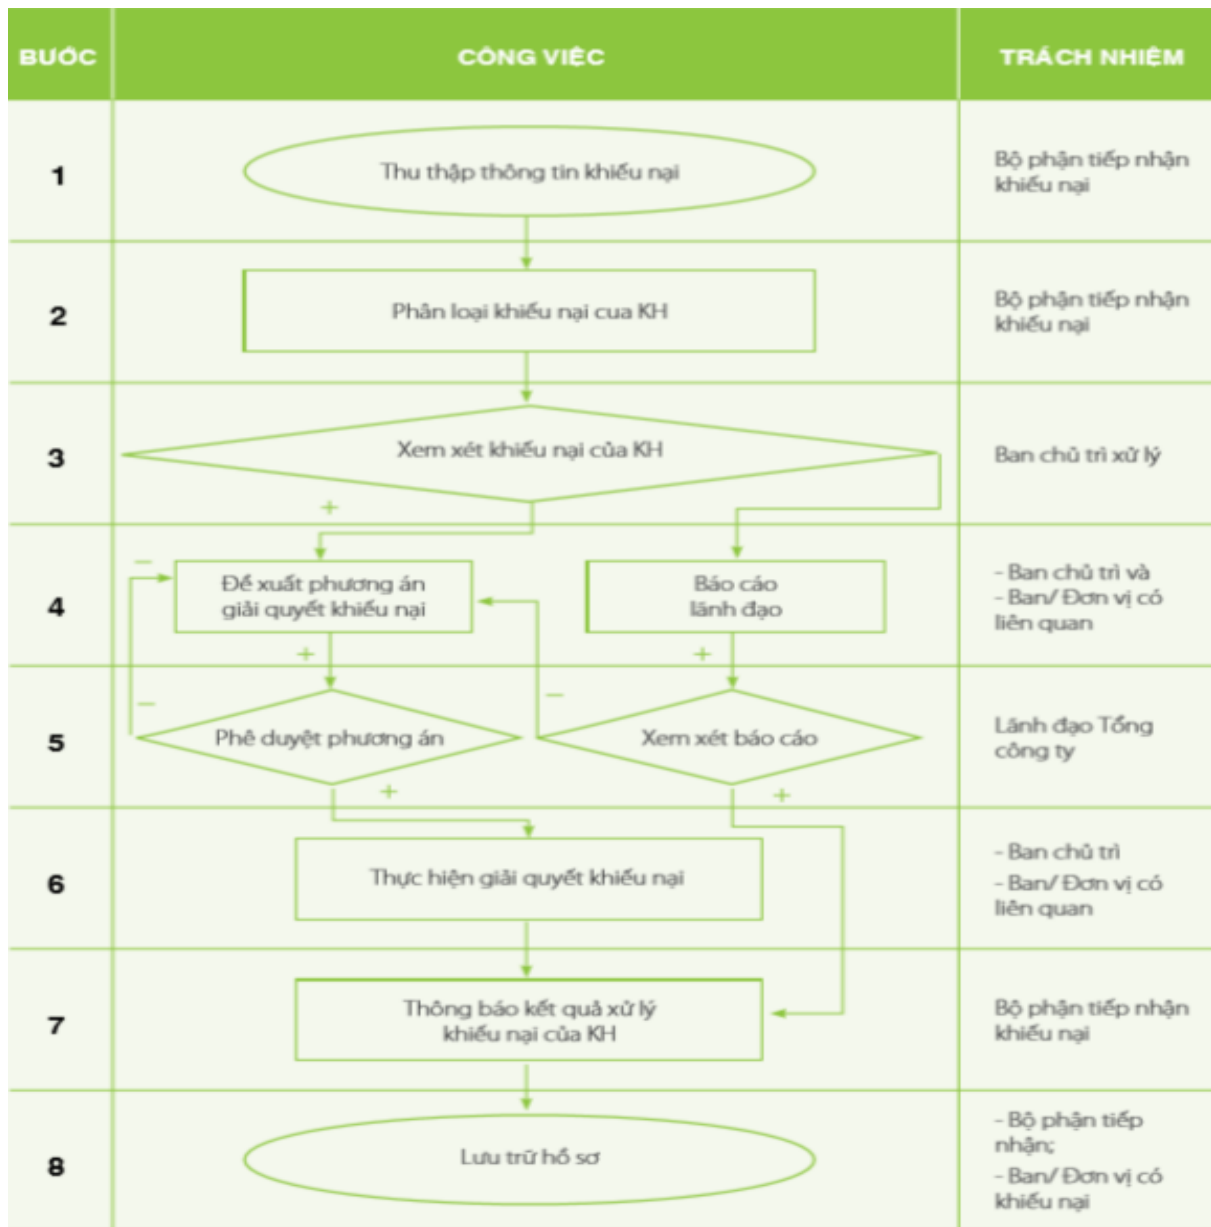 BƯỚC
CÔNG VIỆC
TRÁCH NHIỆM
1
Thu thập thông tin khiếu nại
Bộ phận tiếp nhận
khiếu nại
2
Phân loại khiếu nại cua KH
Bộ phận tiếp nhận
khiếu nại
3
Xem xét khiếu nại của KH
Ban chủ trì xử lý
+
4
−
Đề xuất phương án
giải quyết khiếu nại
Báo cáo
lãnh đạo
- Ban chủ trì và
- Ban/ Đơn vị có
liên quan
+
+
5
−
Phê duyệt phương án
−
Xem xét báo cáo
Lãnh đạo Tổng
công ty
+
+
6
Thực hiện giải quyết khiếu nại
- Ban chủ trì
- Ban/ Đơn vị có
liên quan
7
Thông báo kết quả xử lý
khiếu nại của KH
Bộ phận tiếp nhận
khiếu nại
8
Lưu trữ hồ sơ
- Bộ phận tiếp
nhận;
- Ban/ Đơn vị có
khiếu nại